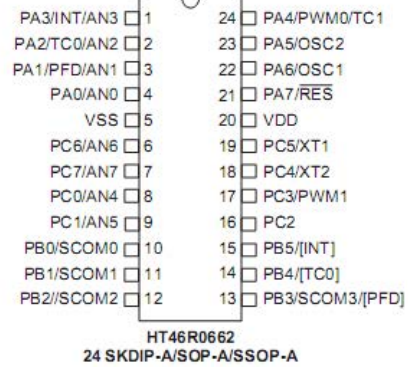 PA3/INT/AN3 1 24 PA4/PWM0/TC1
PA2/TC0/AN2 2 23 PA5/OSC2
PA1/PFD/AN1 3 22 PA6/OSC1
PA0/AN0 4 21 PA7/RES
VSS 5 20 VDD
PC6/AN6 6 19 PC5/XT1
PC7/AN7 7 18 PC4/XT2
PC0/AN4 8 17 PC3/PWM1
PC1/AN5 9 16 PC2
PB0/SCOM0 10 15 PB5/[INT]
PB1/SCOM1 11 14 PB4/[TC0]
PB2//SCOM2 12 13 PB3/SCOM3/[PFD]
HT46R0662
24 SKDIP-A/SOP-A/SSOP-A